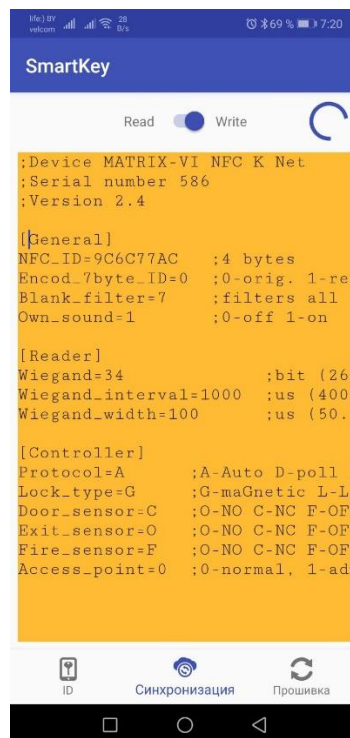 life:) BY
velcom
28
B/s
69 %
7:20
SmartKey
Read
Write
;Device MATRIX-VI NFC K Net
;Serial number 586
;Version 2.4
[General]
NFC_ID=9C6C77AC ;4 bytes
Encod_7byte_ID=0 ;0-orig. 1-re
Blank_filter=7 ;filters all
Own_sound=1 ;0-off 1-on
[Reader]
Wiegand=34 ;bit (26
Wiegand_interval=1000 ;us (400
Wiegand_width=100 ;us (50.
[Controller]
Protocol=A ;A-Auto D-poll
Lock_type=G ;G-maGnetic L-L
Door_sensor=C ;O-NO C-NC F-OF
Exit_sensor=O ;O-NO C-NC F-OF
Fire_sensor=F ;O-NO C-NC F-OF
Access_point=0 ;0-normal, 1-ad
ID
Синхронизация
Прошивка